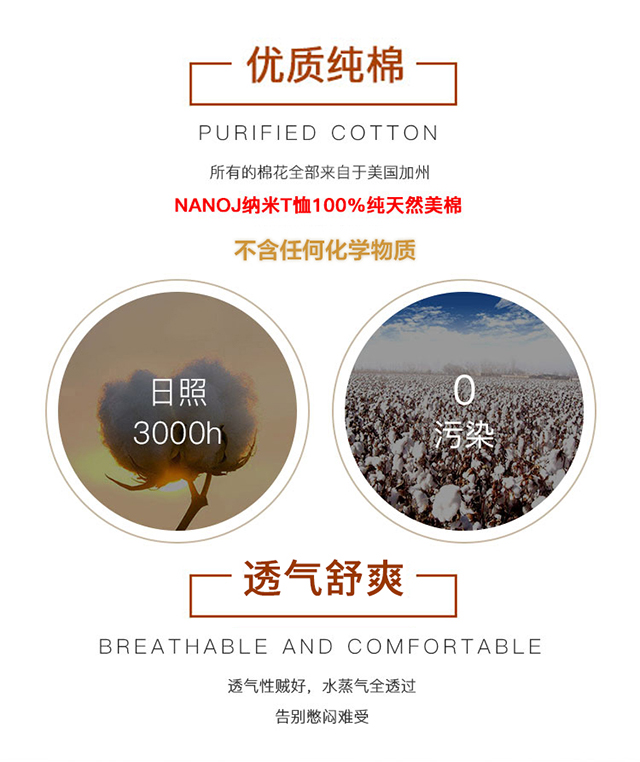 优质纯棉
PURIFIED COTTON
所有的棉花全部来自于美国加州
NANOJ纳米T恤100%纯天然美棉
不含任何化学物质
日照
3000h
0
污染
透气舒爽
BREATHABLE AND COMFORTABLE
透气性贼好，水蒸气全透过
告别憋闷难受